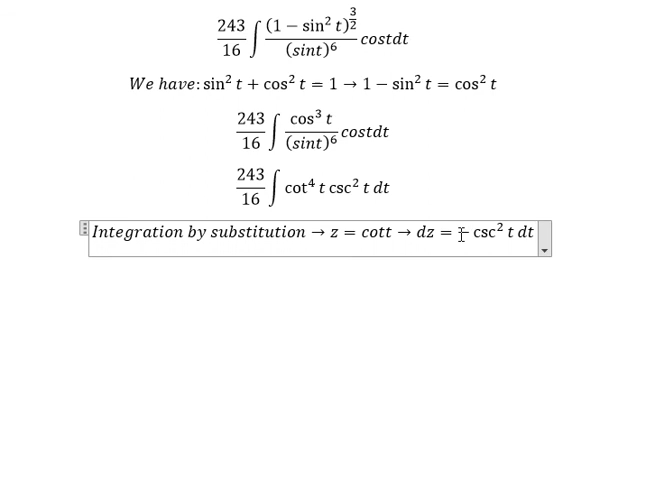 243/16 ∫ (1 − sin² t)^(3/2)/(sint)⁶ costdt
We have: sin² t + cos² t = 1 → 1 − sin² t = cos² t
243/16 ∫ cos³ t/(sint)⁶ costdt
243/16 ∫ cot⁴ t csc² t dt
Integration by substitution → z = cott → dz = − csc² t dt